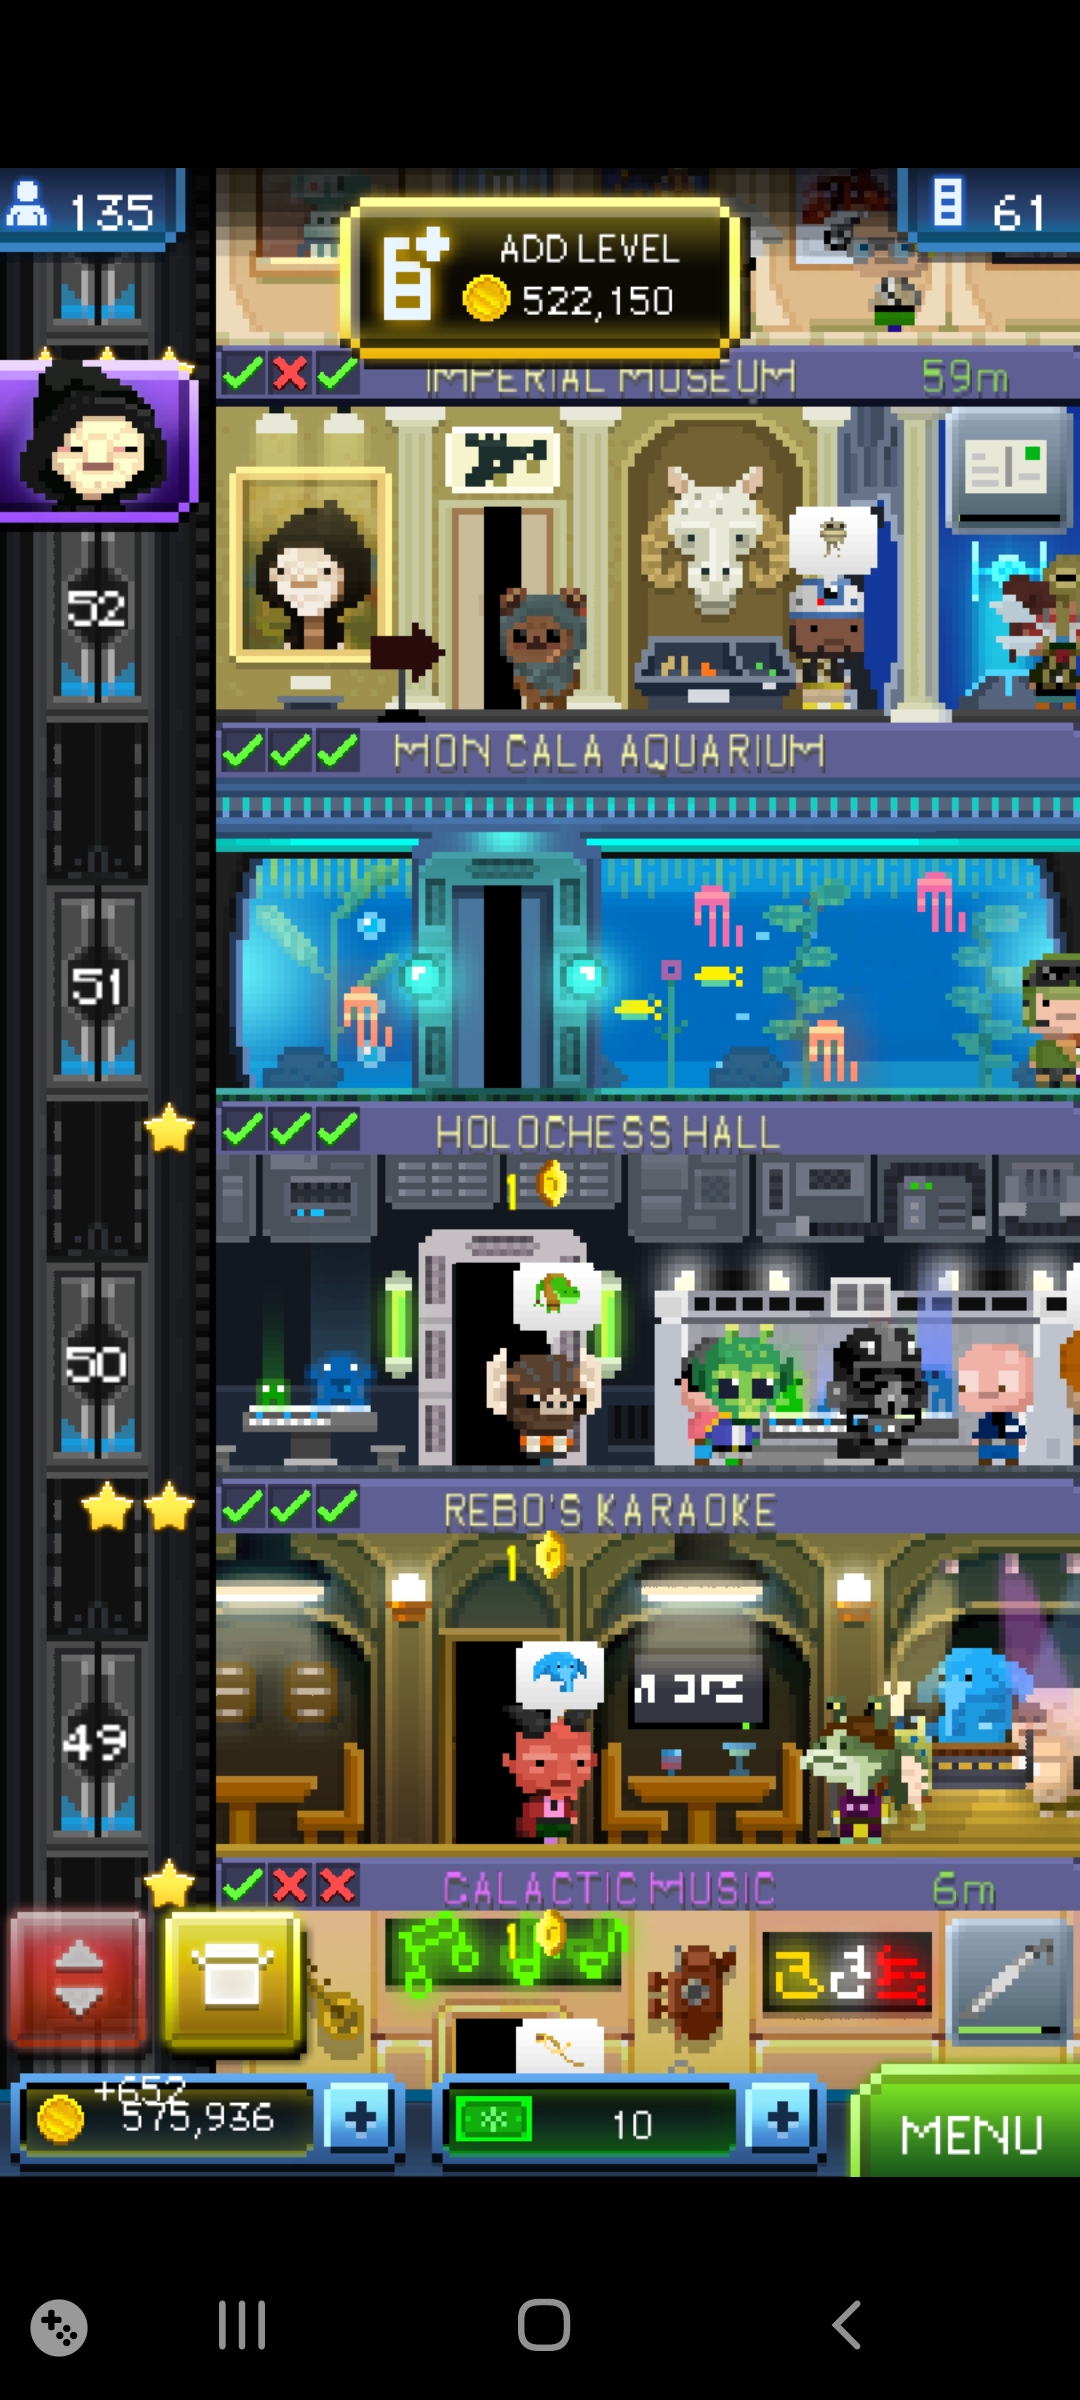 135
61
ADD LEVEL
522,150
IMPERIAL MUSEUM 59m
52
MON CALA AQUARIUM
51
HOLOCHESS HALL
1
50
REBO'S KARAOKE
1
49
GALACTIC MUSIC 6m
1
+652
575,936
10
MENU